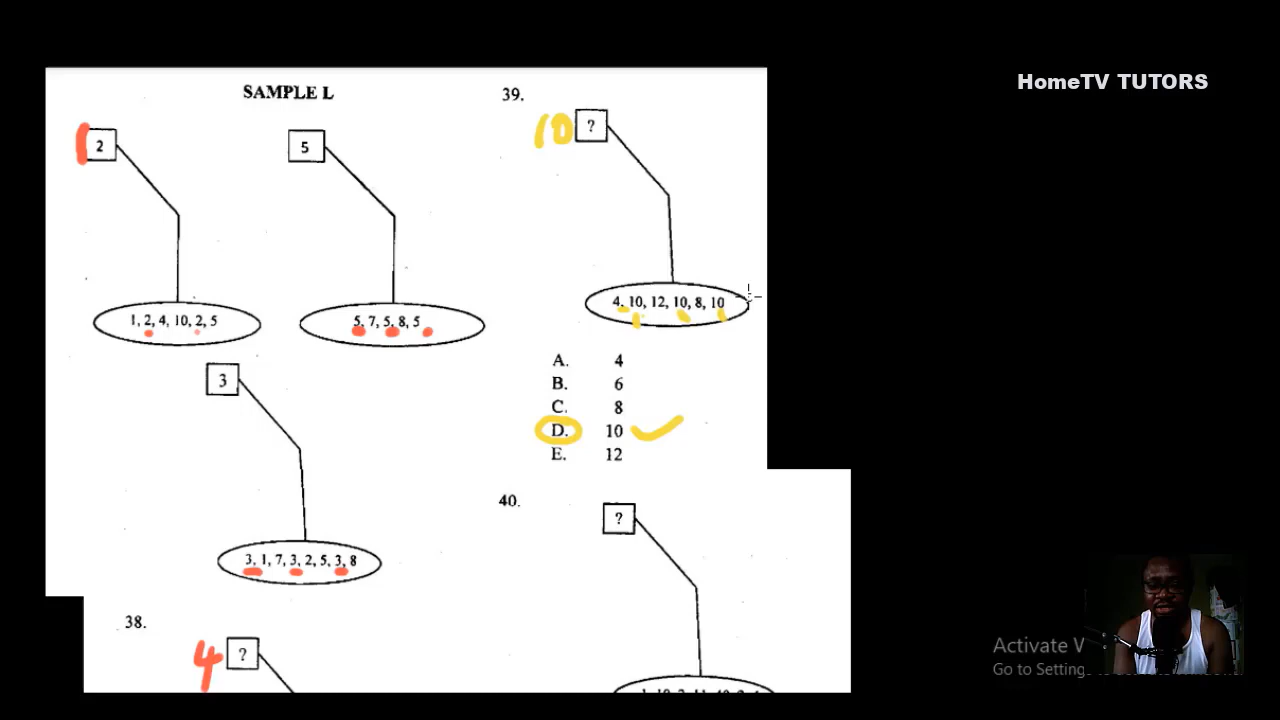 HomeTV TUTORS
SAMPLE L
2
5
1, 2, 4, 10, 2, 5
5, 7, 5, 8, 5
3
3, 1, 7, 3, 2, 5, 3, 8
38.
4
?
39.
10
?
4, 10, 12, 10, 8, 10
A. 4
B. 6
C. 8
D. 10
E. 12
40.
?
Activate V
Go to Setting